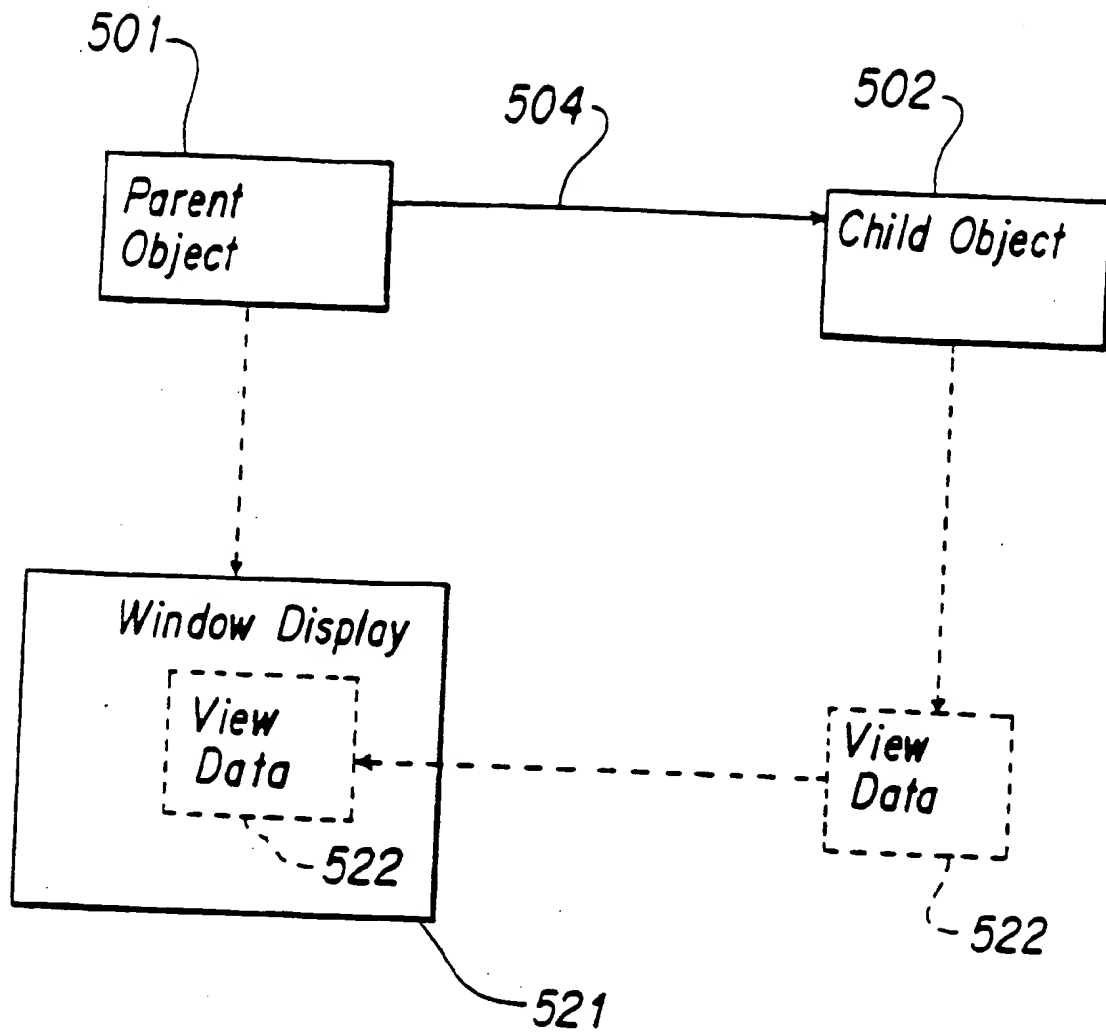 501
504
502
Parent
Object
Child Object
Window Display
View
Data
522
View
Data
522
521